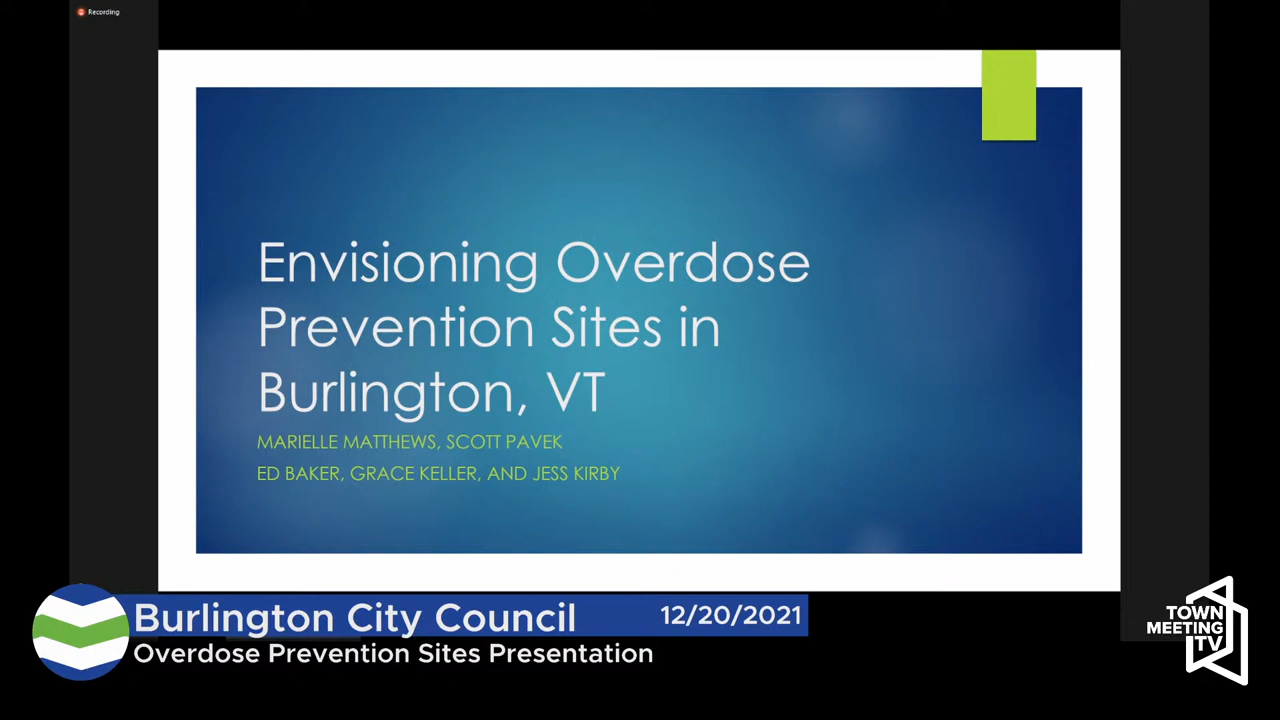 Recording
Envisioning Overdose
Prevention Sites in
Burlington, VT
MARIELLE MATTHEWS, SCOTT PAVEK
ED BAKER, GRACE KELLER, AND JESS KIRBY
Burlington City Council 12/20/2021
Overdose Prevention Sites Presentation
TOWN
MEETING
TV